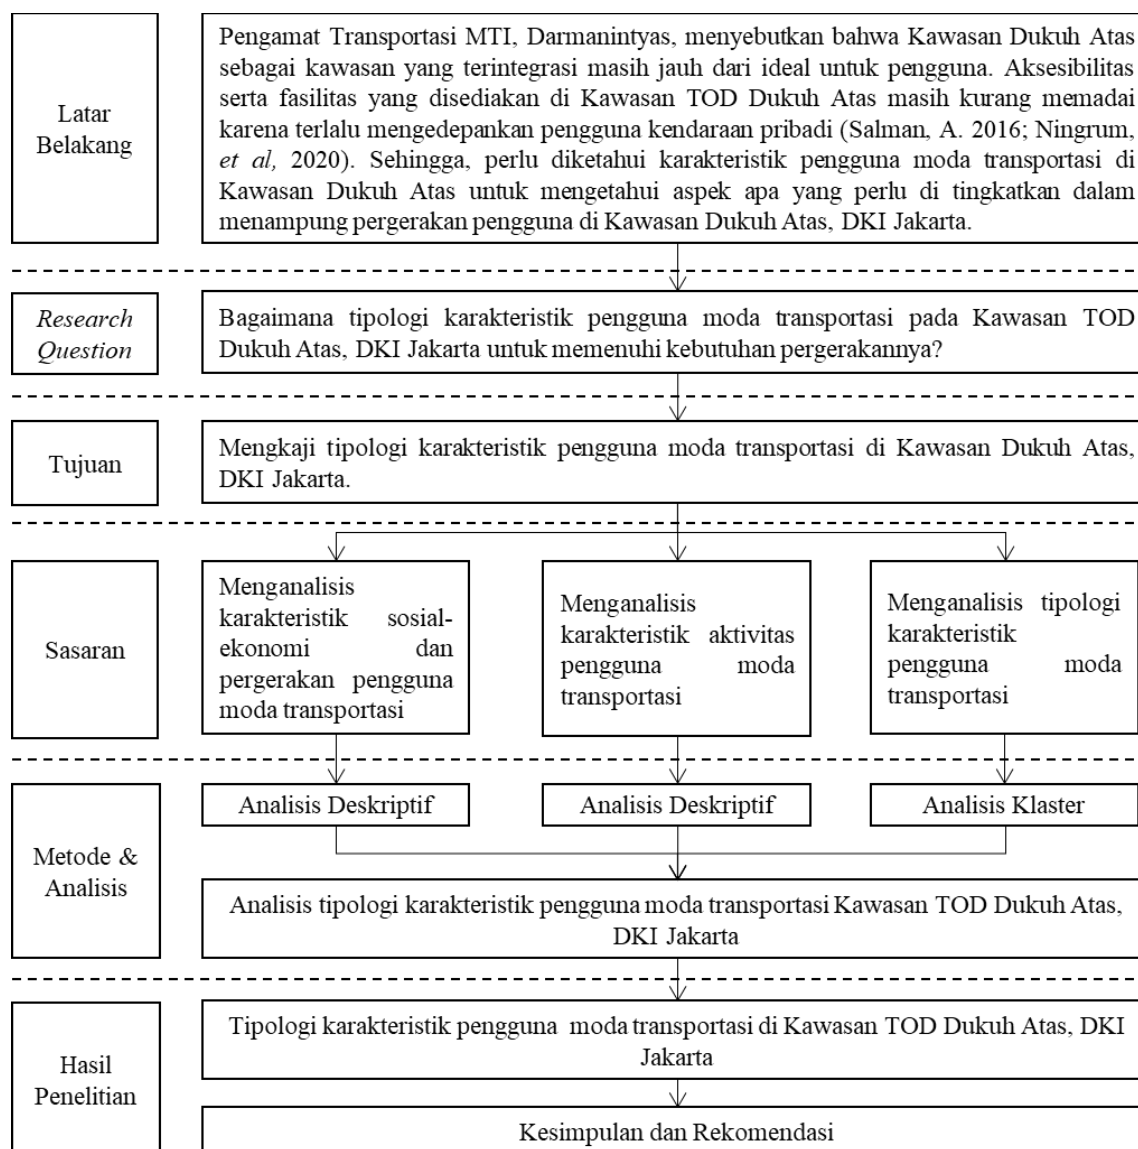 Latar
Belakang
Pengamat Transportasi MTI, Darmanintyas, menyebutkan bahwa Kawasan Dukuh Atas
sebagai kawasan yang terintegrasi masih jauh dari ideal untuk pengguna. Aksesibilitas
serta fasilitas yang disediakan di Kawasan TOD Dukuh Atas masih kurang memadai
karena terlalu mengedepankan pengguna kendaraan pribadi (Salman, A. 2016; Ningrum,
et al, 2020). Sehingga, perlu diketahui karakteristik pengguna moda transportasi di
Kawasan Dukuh Atas untuk mengetahui aspek apa yang perlu di tingkatkan dalam
menampung pergerakan pengguna di Kawasan Dukuh Atas, DKI Jakarta.
Research
Question
Bagaimana tipologi karakteristik pengguna moda transportasi pada Kawasan TOD
Dukuh Atas, DKI Jakarta untuk memenuhi kebutuhan pergerakannya?
Tujuan
Mengkaji tipologi karakteristik pengguna moda transportasi di Kawasan Dukuh Atas,
DKI Jakarta.
Sasaran
Menganalisis
karakteristik sosial-
ekonomi dan
pergerakan pengguna
moda transportasi
Menganalisis
karakteristik aktivitas
pengguna moda
transportasi
Menganalisis tipologi
karakteristik
pengguna moda
transportasi
Metode &
Analisis
Analisis Deskriptif
Analisis Deskriptif
Analisis Klaster
Analisis tipologi karakteristik pengguna moda transportasi Kawasan TOD Dukuh Atas,
DKI Jakarta
Hasil
Penelitian
Tipologi karakteristik pengguna moda transportasi di Kawasan TOD Dukuh Atas, DKI
Jakarta
Kesimpulan dan Rekomendasi